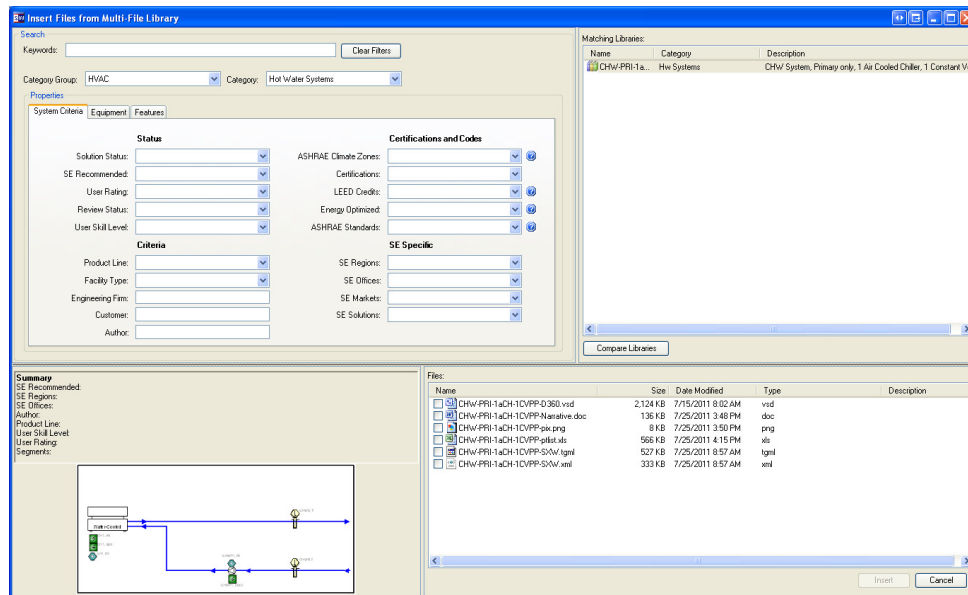 Insert Files from Multi-File Library
Search
Keywords:
Clear Filters
Category Group: HVAC Category: Hot Water Systems
Properties
System Criteria Equipment Features
Status Certifications and Codes
Solution Status: ASHRAE Climate Zones:
SE Recommended: Certifications:
User Rating: LEED Credits:
Review Status: Energy Optimized:
User Skill Level: ASHRAE Standards:
Criteria SE Specific
Product Line: SE Regions:
Facility Type: SE Offices:
Engineering Firm: SE Markets:
Customer: SE Solutions:
Author:
Matching Libraries:
Name Category Description
CHW-PRI-1a... Hw Systems CHW System, Primary only, 1 Air Cooled Chiller, 1 Constant V
Compare Libraries
Summary
SE Recommended:
SE Regions:
SE Offices:
Author:
Product Line:
User Skill Level:
User Rating:
Segments:
Files:
Name Size Date Modified Type Description
CHW-PRI-1aCH-1CVPP-D360.vsd 2,124 KB 7/15/2011 8:02 AM vsd
CHW-PRI-1aCH-1CVPP-Narrative.doc 136 KB 7/25/2011 3:48 PM doc
CHW-PRI-1aCH-1CVPP-pix.png 8 KB 7/25/2011 3:50 PM png
CHW-PRI-1aCH-1CVPP-ptlist.xls 566 KB 7/25/2011 4:15 PM xls
CHW-PRI-1aCH-1CVPP-SXW.tgml 527 KB 7/25/2011 8:57 AM tgml
CHW-PRI-1aCH-1CVPP-SXW.xml 333 KB 7/25/2011 8:57 AM xml
Insert Cancel